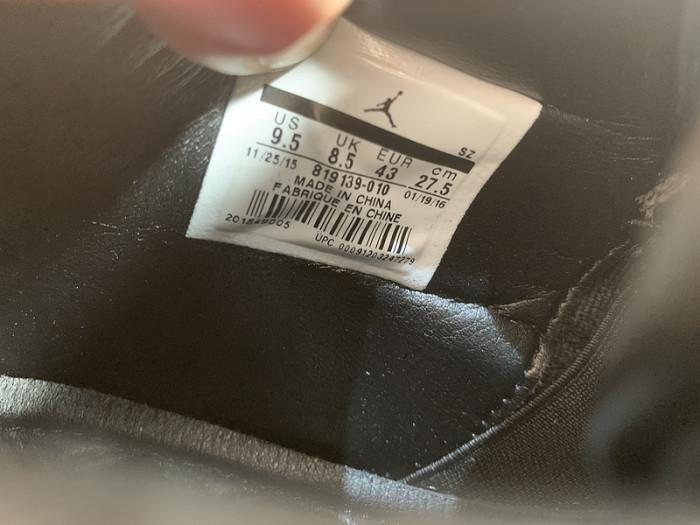 US UK EUR cm SZ
9.5 8.5 43 27.5
11/25/15 819139-010 01/19/16
MADE IN CHINA
FABRIQUE EN CHINE
UPC 00091203247279